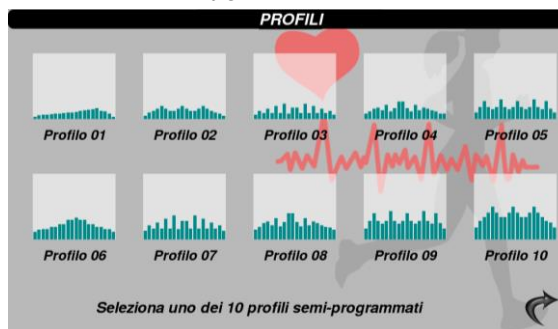 PROFILI
Profilo 01 Profilo 02 Profilo 03 Profilo 04 Profilo 05
Profilo 06 Profilo 07 Profilo 08 Profilo 09 Profilo 10
Seleziona uno dei 10 profili semi-programmati